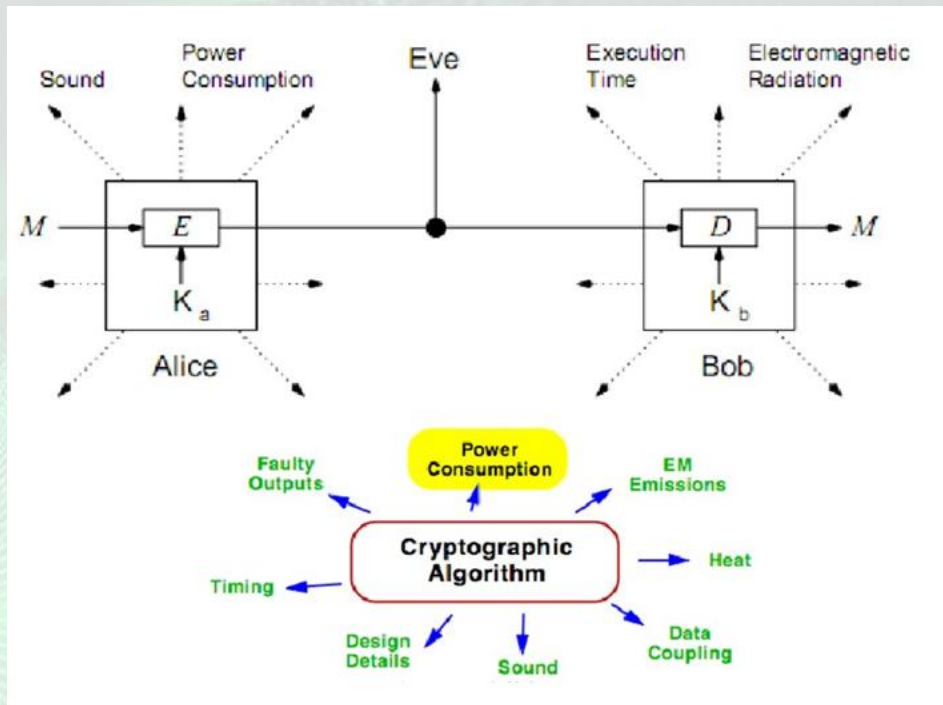 Sound
Power
Consumption
Eve
Execution
Time
Electromagnetic
Radiation
M
E
K a
Alice
D
K b
M
Bob
Faulty
Outputs
Power
Consumption
EM
Emissions
Cryptographic
Algorithm
Timing
Heat
Design
Details
Sound
Data
Coupling